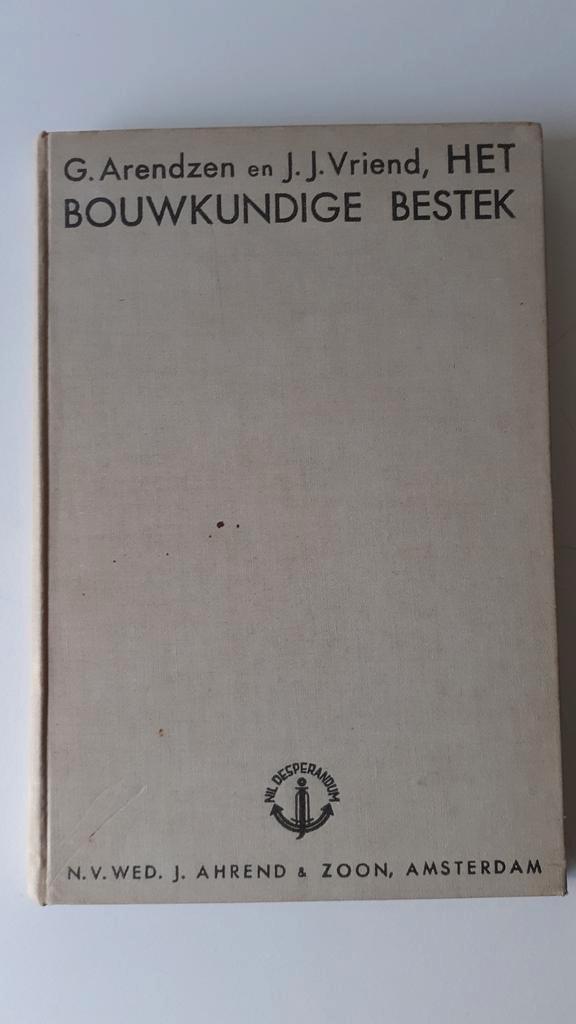 G. Arendzen en J. J. Vriend, HET
BOUWKUNDIGE BESTEK
NIL DESPERANDUM
N.V. WED. J. AHREND & ZOON, AMSTERDAM